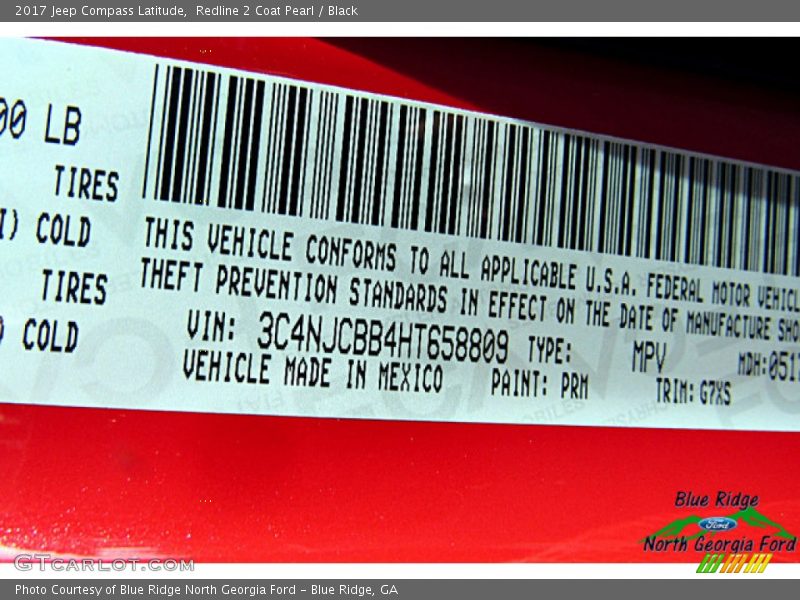 2017 Jeep Compass Latitude,  Redline 2 Coat Pearl / Black
00 LB
TIRES
I) COLD
TIRES
) COLD
THIS VEHICLE CONFORMS TO ALL APPLICABLE U.S.A. FEDERAL MOTOR VEHICL
THEFT PREVENTION STANDARDS IN EFFECT ON THE DATE OF MANUFACTURE SHO
VIN: 3C4NJCBB4HT658809 TYPE: MPV MDH: 051
VEHICLE MADE IN MEXICO PAINT: PRM TRIM: G7XS
Blue Ridge
Ford
North Georgia Ford
GTCARLOT.COM
Photo Courtesy of Blue Ridge North Georgia Ford – Blue Ridge, GA